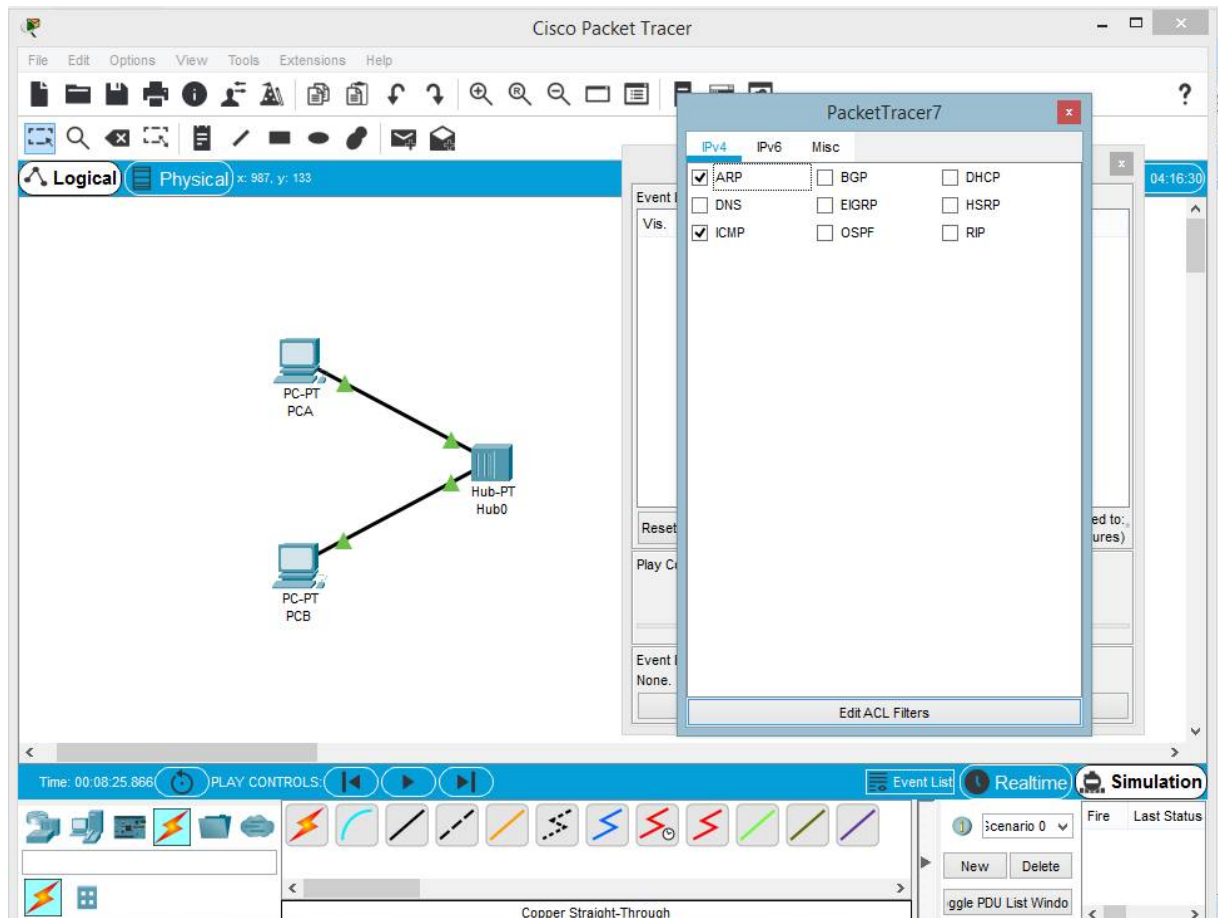 Cisco Packet Tracer
File Edit Options View Tools Extensions Help
?
PacketTracer7
x
IPv4 IPv6 Misc
Logical
Physical
x: 987, y: 133
x
04:16:30
ARP BGP DHCP
DNS EIGRP HSRP
ICMP OSPF RIP
Event
Vis.
PC-PT
PCA
Hub-PT
Hub0
PC-PT
PCB
Reset
ed to:
ures)
Play Co
Event
None.
Edit ACL Filters
Time: 00:08:25.866
PLAY CONTROLS:
Event List
Realtime
Simulation
Scenario 0
Fire Last Status
New Delete
ggle PDU List Windo
Copper Straight-Through